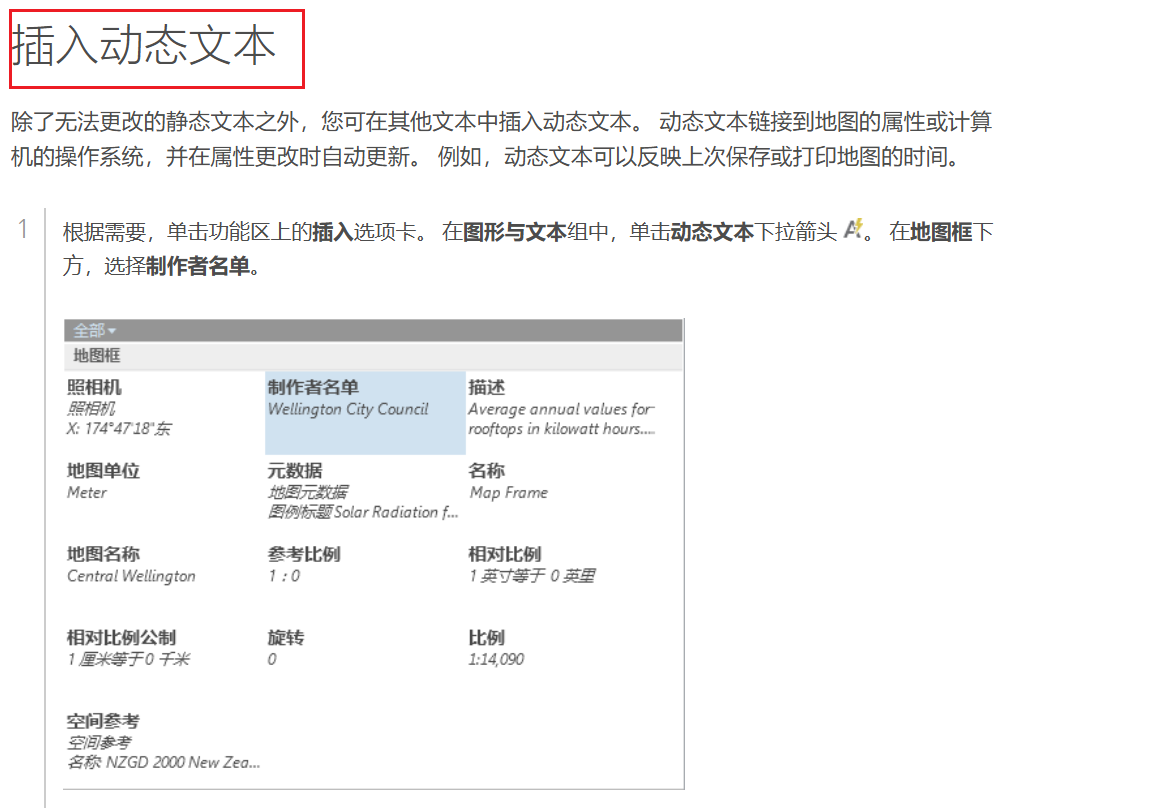 插入动态文本
除了无法更改的静态文本之外，您可在其他文本中插入动态文本。 动态文本链接到地图的属性或计算
机的操作系统，并在属性更改时自动更新。 例如，动态文本可以反映上次保存或打印地图的时间。
1
根据需要，单击功能区上的插入选项卡。 在图形与文本组中，单击动态文本下拉箭头 。 在地图框下
方，选择制作者名单。
全部
地图框
照相机 制作者名单 描述
照相机 Wellington City Council Average annual values for
X: 174°47'18"东 rooftops in kilowatt hours....
地图单位 元数据 名称
Meter 地图元数据 Map Frame
图例标题 Solar Radiation f...
地图名称 参考比例 相对比例
Central Wellington 1 : 0 1 英寸等于 0 英里
相对比例公制 旋转 比例
1 厘米等于 0 千米 0 1:14,090
空间参考
空间参考
名称: NZGD 2000 New Zea...